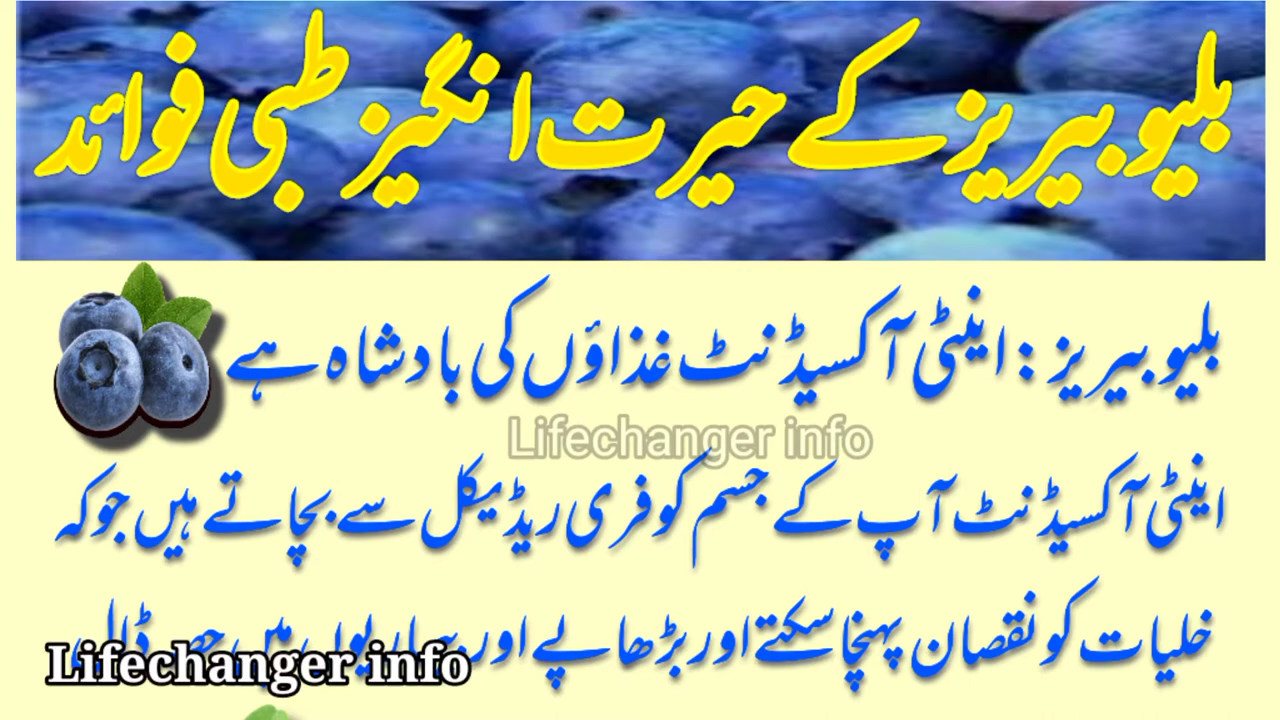 بلیو بیریز کے حیرت انگیز طبی فوائد
بلیو بیریز : اینٹی آکسیڈنٹ غذاؤں کی بادشاہ ہے
Lifechanger info
اینٹی آکسیڈنٹ آپ کے جسم کو فری ریڈیکل سے بچاتے ہیں جو کہ
خلیات کو نقصان پہنچا سکتے اور بڑھاپے اور بیماریوں میں
Lifechanger info